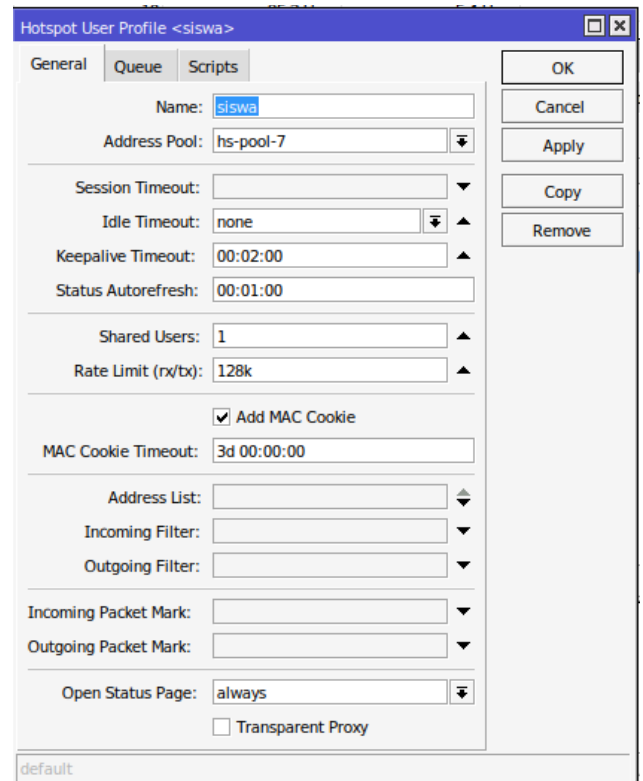 Hotspot User Profile <siswa>
General Queue Scripts
OK
Name: siswa
Cancel
Address Pool: hs-pool-7
Apply
Session Timeout:
Copy
Idle Timeout: none
Remove
Keepalive Timeout: 00:02:00
Status Autorefresh: 00:01:00
Shared Users: 1
Rate Limit (rx/tx): 128k
Add MAC Cookie
MAC Cookie Timeout: 3d 00:00:00
Address List:
Incoming Filter:
Outgoing Filter:
Incoming Packet Mark:
Outgoing Packet Mark:
Open Status Page: always
Transparent Proxy
default